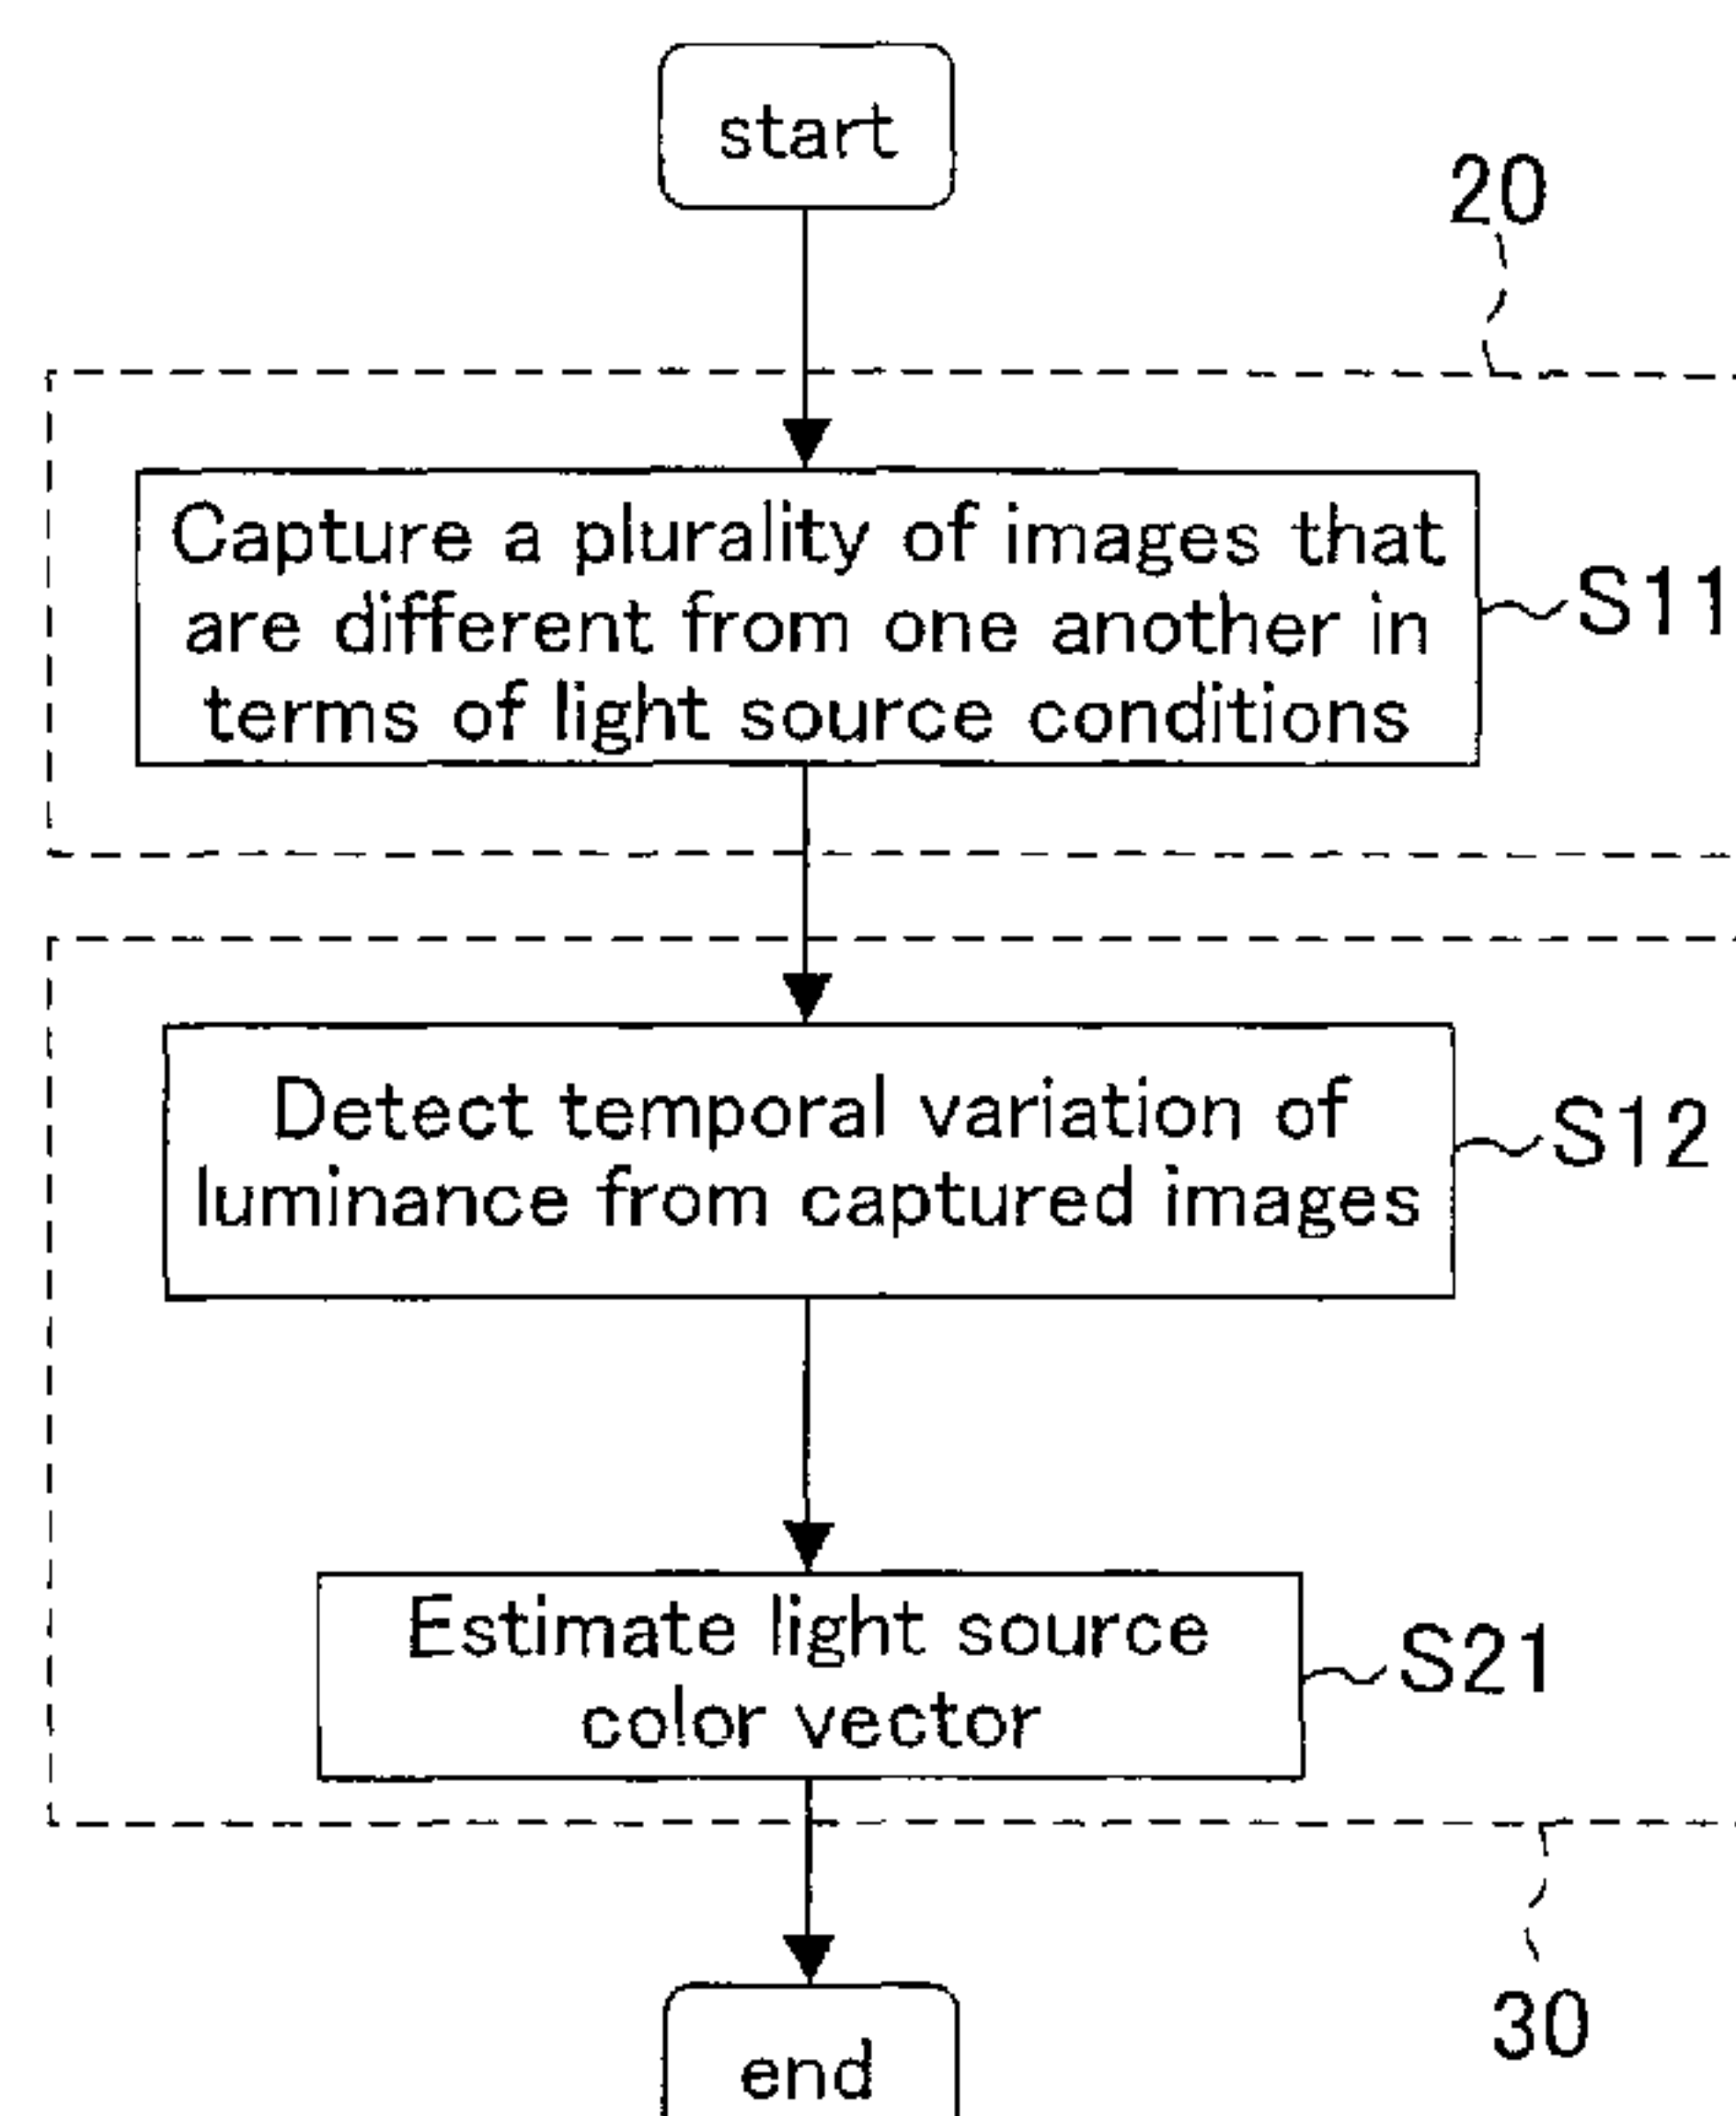 start
20
Capture a plurality of images that
are different from one another in
terms of light source conditions
S11
Detect temporal variation of
luminance from captured images
S12
Estimate light source
color vector
S21
30
end